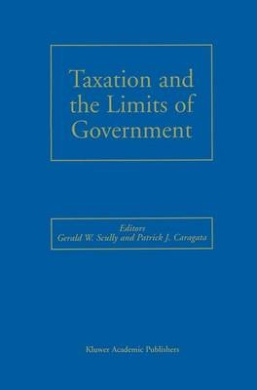 Taxation and
the Limits of
Government
Editors
Gerald W. Scully and Patrick J. Caragata
Kluwer Academic Publishers